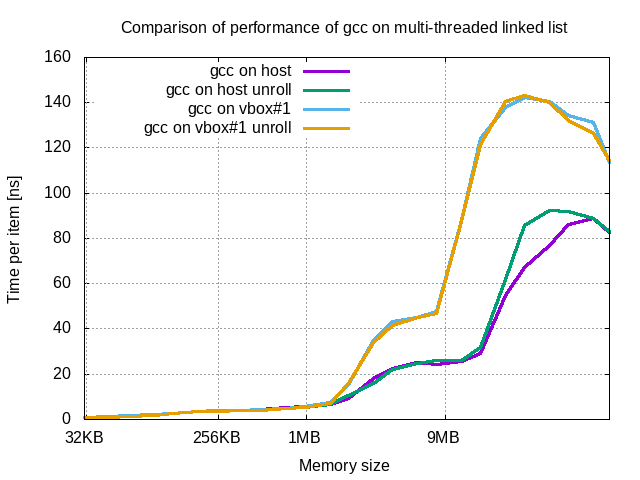 Comparison of performance of gcc on multi-threaded linked list
160
140
120
100
80
60
40
20
0
Time per item [ns]
gcc on host
gcc on host unroll
gcc on vbox#1
gcc on vbox#1 unroll
32KB 256KB 1MB 9MB
Memory size